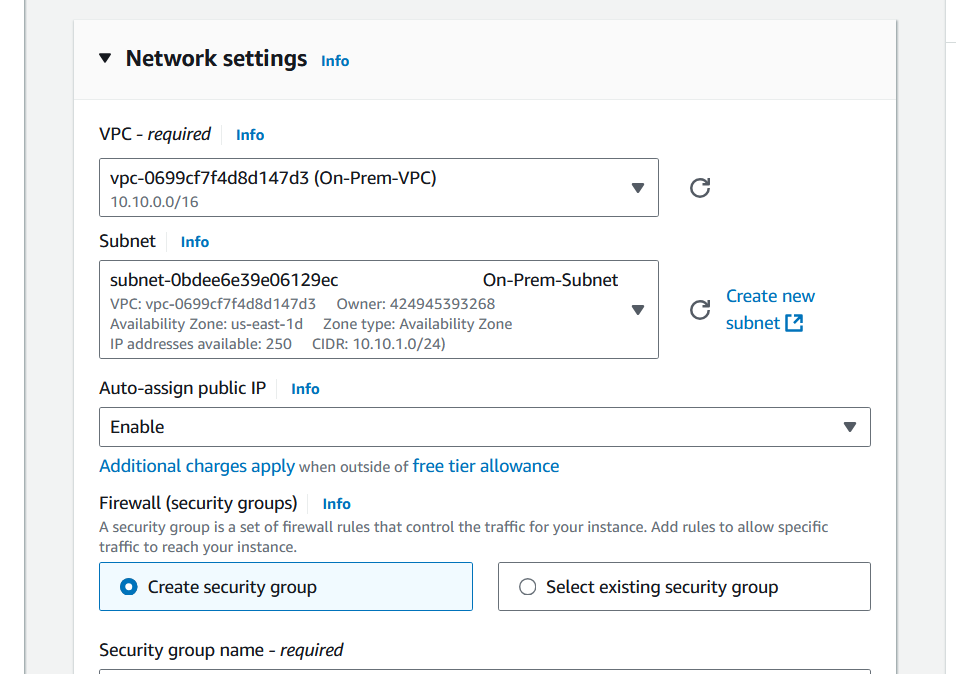 Network settings Info
VPC - required Info
vpc-0699cf7f4d8d147d3 (On-Prem-VPC)
10.10.0.0/16
Subnet Info
subnet-0bdee6e39e06129ec On-Prem-Subnet
VPC: vpc-0699cf7f4d8d147d3 Owner: 424945393268
Availability Zone: us-east-1d Zone type: Availability Zone
IP addresses available: 250 CIDR: 10.10.1.0/24)
Create new
subnet
Auto-assign public IP Info
Enable
Additional charges apply when outside of free tier allowance
Firewall (security groups) Info
A security group is a set of firewall rules that control the traffic for your instance. Add rules to allow specific
traffic to reach your instance.
Create security group
Select existing security group
Security group name - required